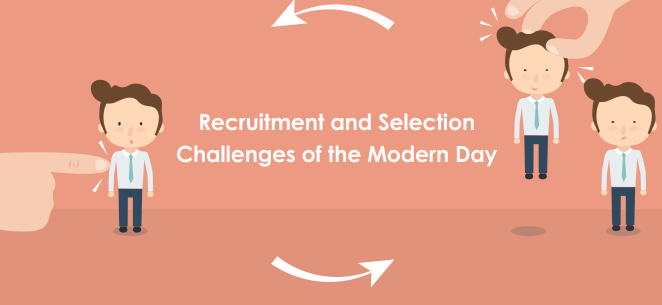 Recruitment and Selection
Challenges of the Modern Day